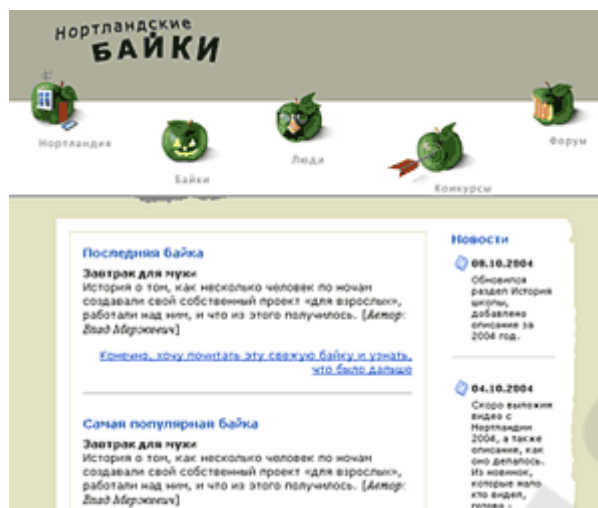 Нортландские
БАЙКИ
Нортландия
Байки
Люди
Конкурсы
Форум
Последняя байка
Завтрак для муки
История о том, как несколько человек по ночам
создавали свой собственный проект «для взрослых»,
работали над ним, и что из этого получилось. [Автор:
Влад Мержевич]
Конечно, хочу почитать эту свежую байку и узнать,
что было дальше
Самая популярная байка
Завтрак для муки
История о том, как несколько человек по ночам
создавали свой собственный проект «для взрослых»,
работали над ним, и что из этого получилось. [Автор:
Влад Мержевич]
Новости
08.10.2004
Обновился
раздел История
школы,
добавлено
описание за
2004 год.
04.10.2004
Скоро выложим
видео с
Нортландии
2004, а также
описание, как
оно делалось.
Из новинок,
которые мало
кто видел,
готово -